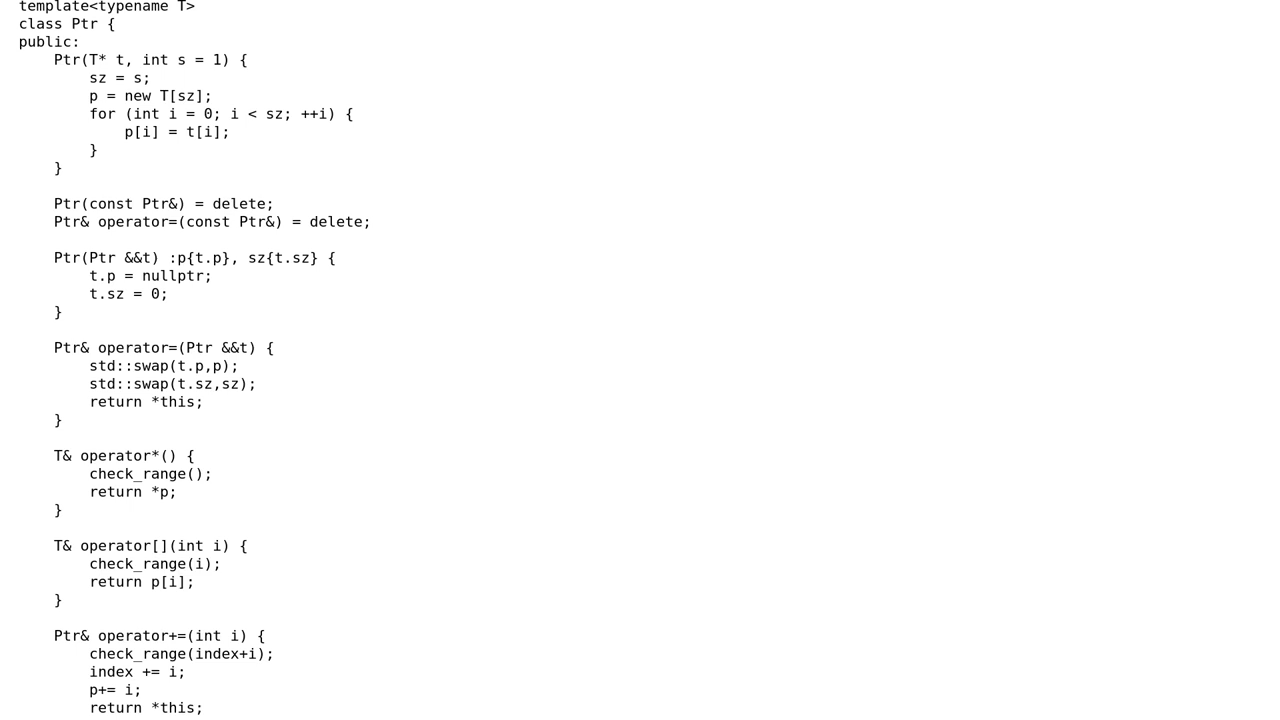 template<typename T>
class Ptr {
public:
    Ptr(T* t, int s = 1) {
        sz = s;
        p = new T[sz];
        for (int i = 0; i < sz; ++i) {
            p[i] = t[i];
        }
    }

    Ptr(const Ptr&) = delete;
    Ptr& operator=(const Ptr&) = delete;

    Ptr(Ptr &&t) :p{t.p}, sz{t.sz} {
        t.p = nullptr;
        t.sz = 0;
    }

    Ptr& operator=(Ptr &&t) {
        std::swap(t.p,p);
        std::swap(t.sz,sz);
        return *this;
    }

    T& operator*() {
        check_range();
        return *p;
    }

    T& operator[](int i) {
        check_range(i);
        return p[i];
    }

    Ptr& operator+=(int i) {
        check_range(index+i);
        index += i;
        p+= i;
        return *this;